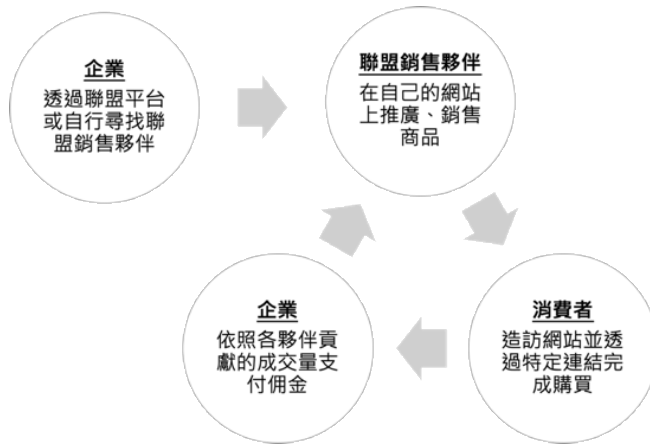 企業
透過聯盟平台
或自行尋找聯
盟銷售夥伴
聯盟銷售夥伴
在自己的網站
上推廣、銷售
商品
消費者
造訪網站並透
過特定連結完
成購買
企業
依照各夥伴貢
獻的成交量支
付佣金